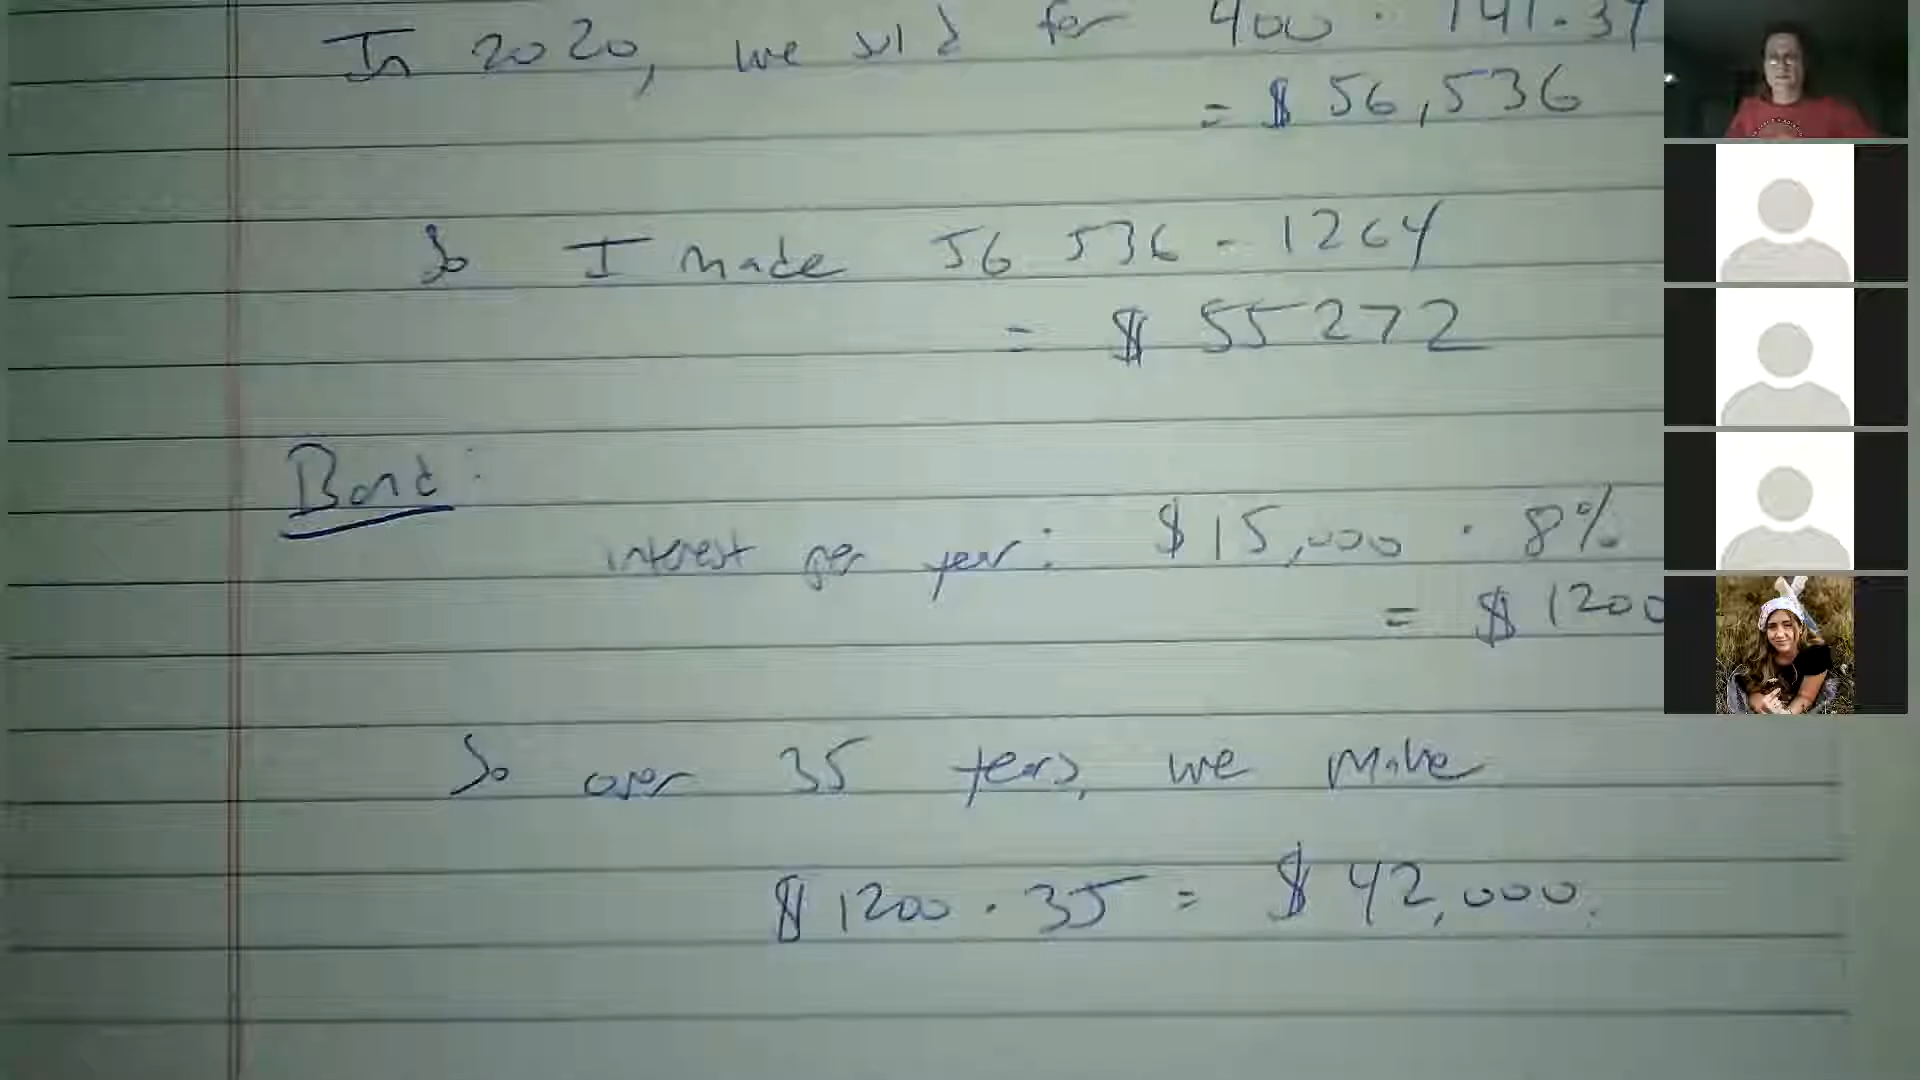 In 2020, we sold for 400 · 141.34
= $ 56,536
So I made 56 536 - 1264
= $ 55272
Bond:
interest per year: $15,000 · 8%
= $ 1200
So over 35 years, we make
$ 1200 · 35 = $ 42,000.